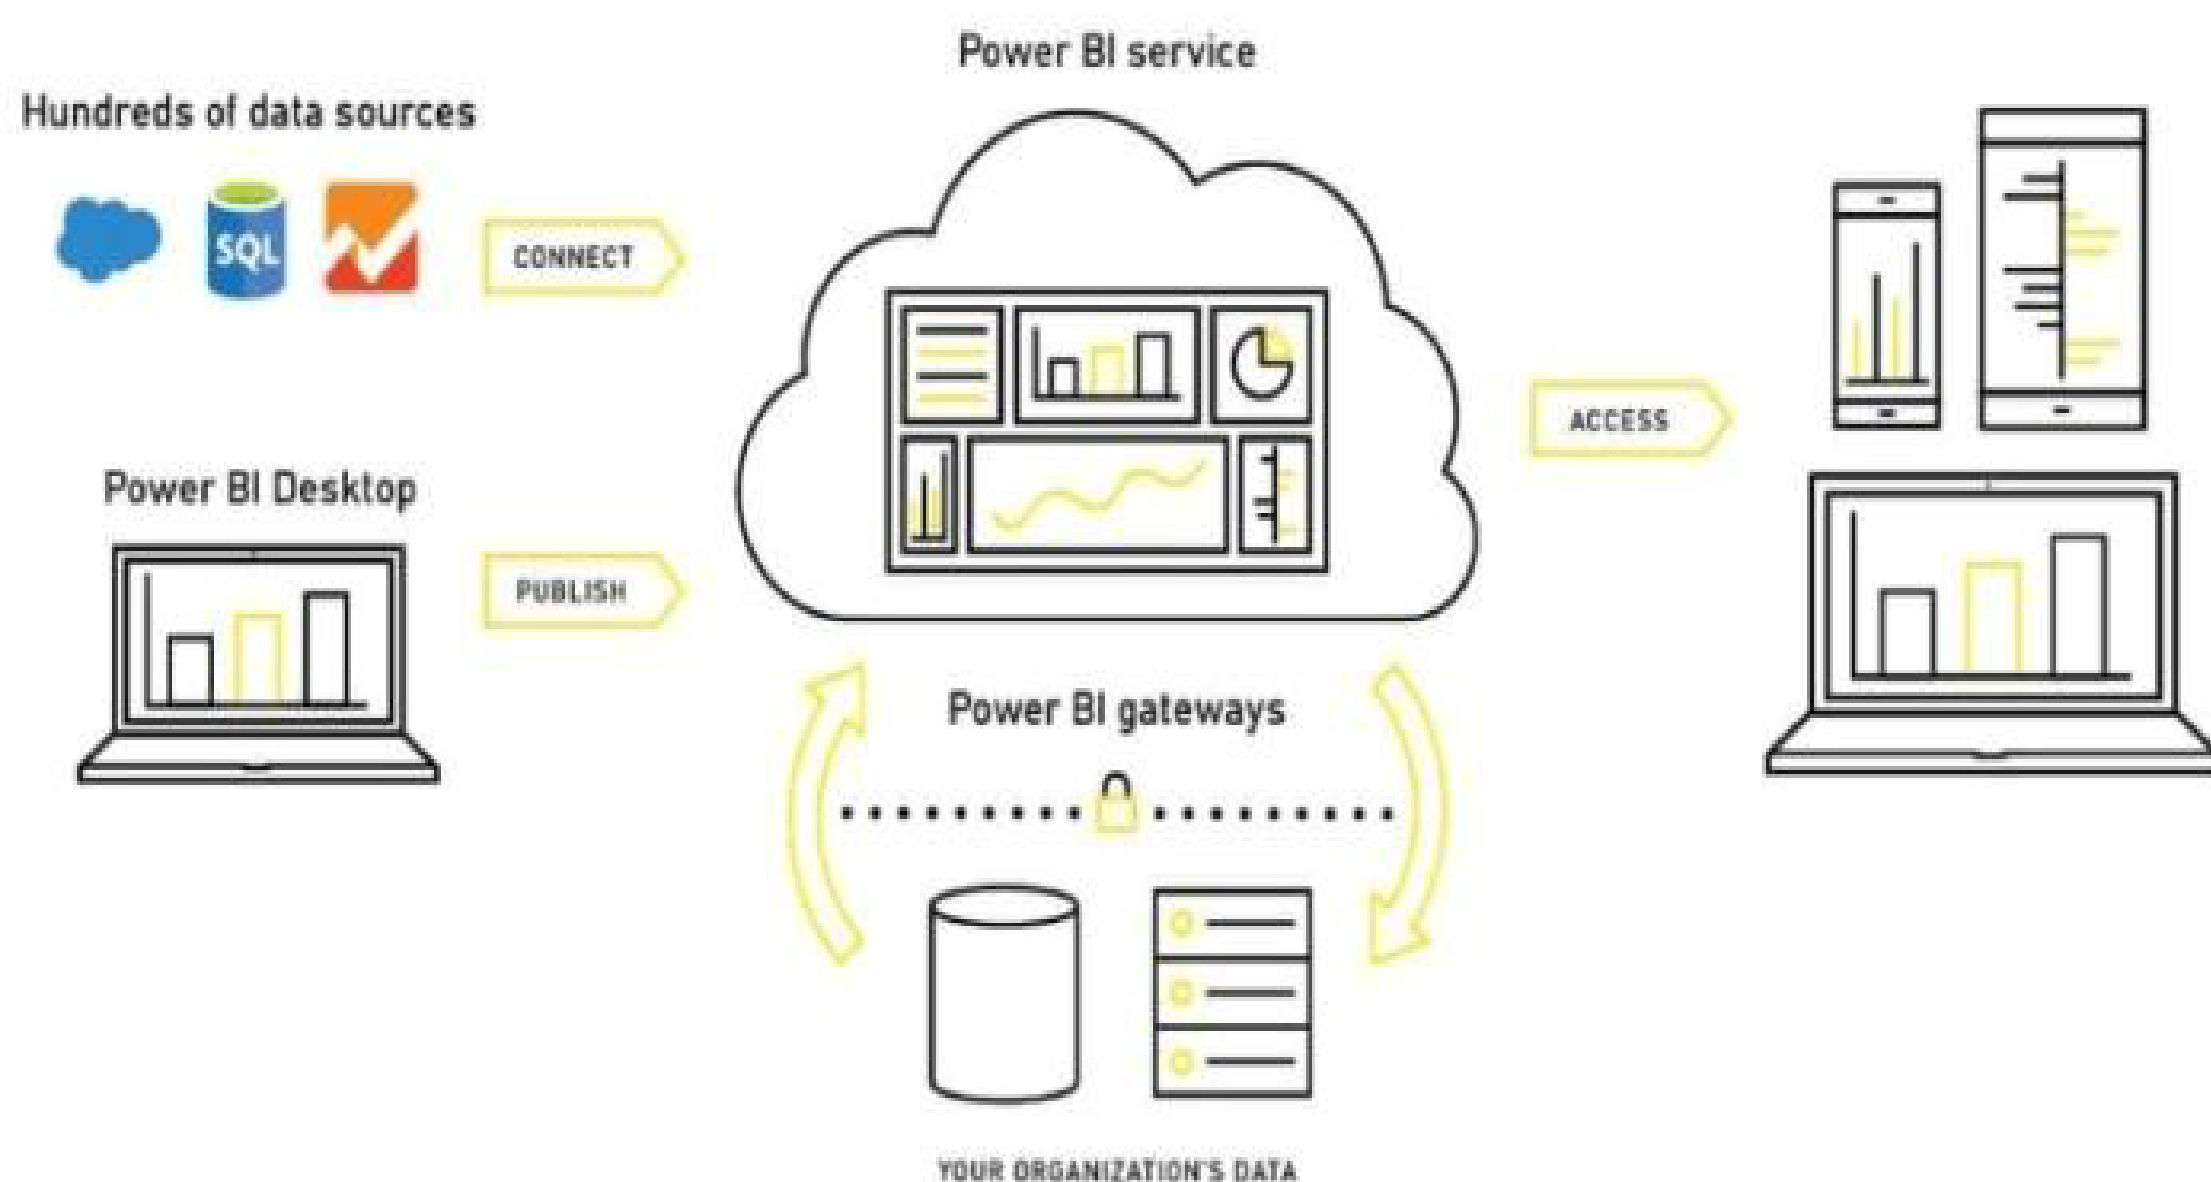 Power BI service
Hundreds of data sources
SQL
CONNECT
ACCESS
Power BI Desktop
PUBLISH
Power BI gateways
YOUR ORGANIZATION'S DATA